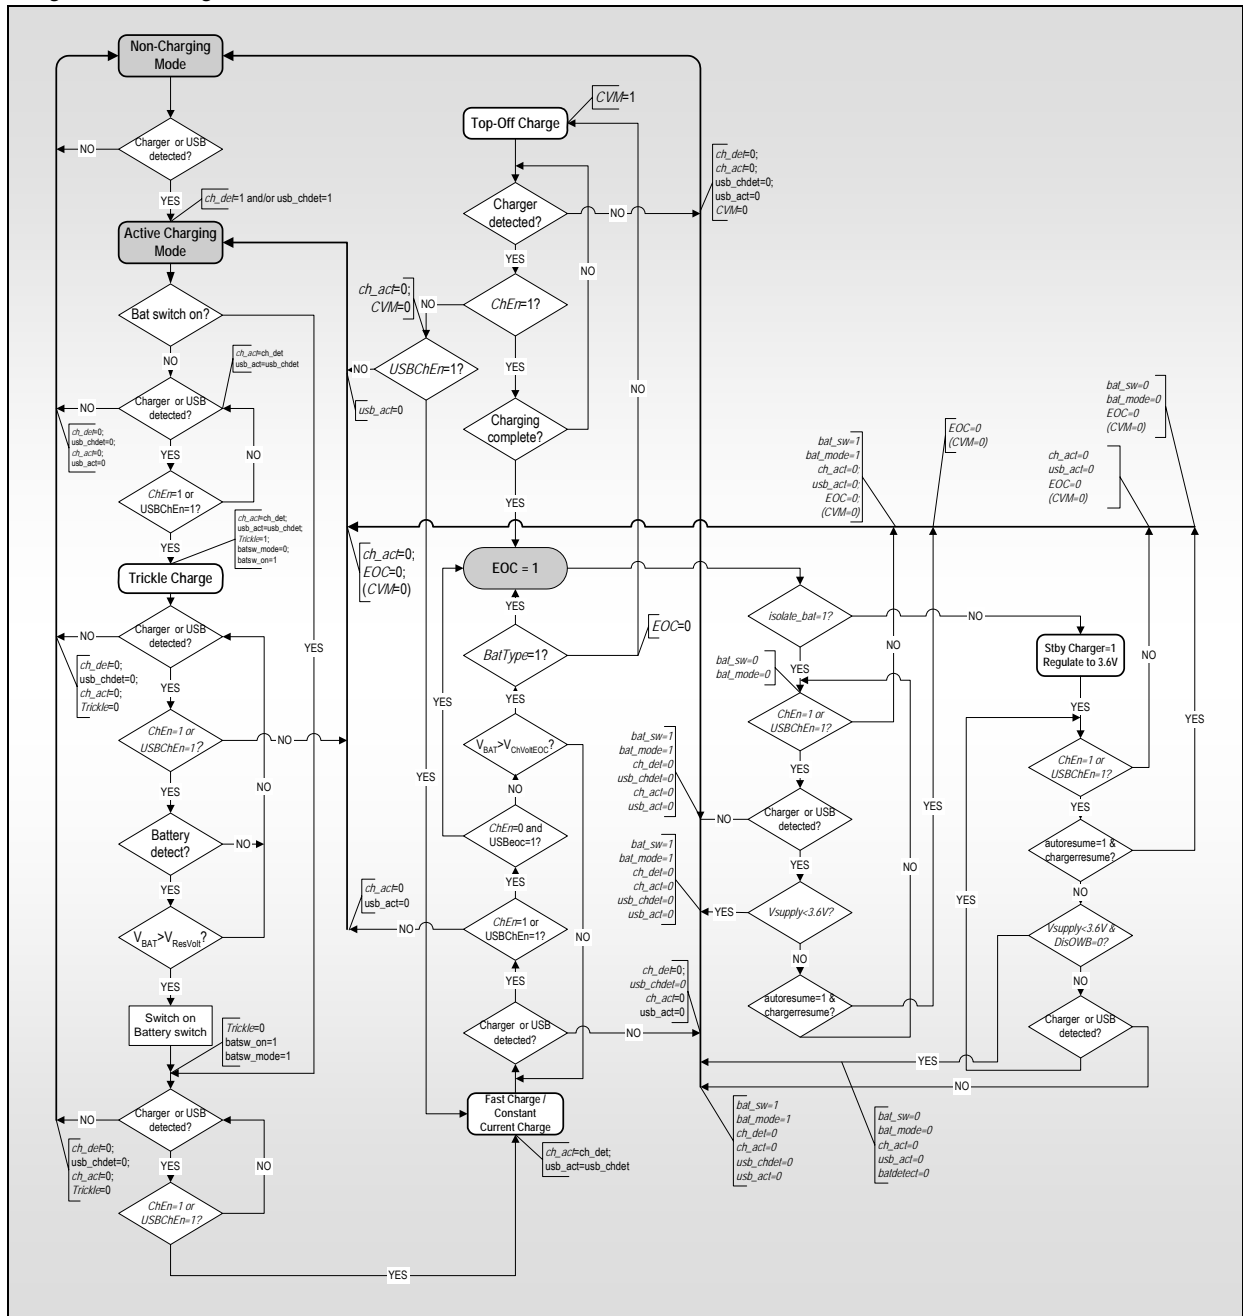 Non-Charging
Mode
Charger or USB
detected?
NO
YES
ch_det=1 and/or usb_chdet=1
Active Charging
Mode
Bat switch on?
NO
ch_act=ch_det
usb_act=usb_chdet
Charger or USB
detected?
NO
ch_det=0;
usb_chdet=0;
ch_act=0;
usb_act=0
YES
NO
ChEn=1 or
USBChEn=1?
YES
ch_act=ch_det;
usb_act=usb_chdet;
Trickle=1;
batsw_mode=0;
batsw_on=1
Trickle Charge
Charger or USB
detected?
NO
ch_det=0;
usb_chdet=0;
ch_act=0;
Trickle=0
YES
YES
ChEn=1 or
USBChEn=1?
NO
NO
YES
Battery
detect?
NO
YES
VBAT>VResVolt?
YES
Switch on
Battery switch
Trickle=0
batsw_on=1
batsw_mode=1
Charger or USB
detected?
NO
ch_det=0;
usb_chdet=0;
ch_act=0;
Trickle=0
YES
NO
ChEn=1 or
USBChEn=1?
YES
CVM=1
Top-Off Charge
Charger
detected?
NO
ch_det=0;
ch_act=0;
usb_chdet=0;
usb_act=0
CVM=0
YES
NO
ch_act=0;
CVM=0
NO
ChEn=1?
USBChEn=1?
NO
usb_act=0
YES
NO
Charging
complete?
YES
ch_act=0;
EOC=0;
(CVM=0)
EOC = 1
YES
EOC=0
BatType=1?
YES
YES
VBAT>VChVoltEOC?
YES
NO
ChEn=0 and
USBeoc=1?
YES
ch_act=0
usb_act=0
NO
ChEn=1 or
USBChEn=1?
NO
YES
Charger or USB
detected?
NO
ch_det=0;
usb_chdet=0
ch_act=0
usb_act=0
Fast Charge /
Constant
Current Charge
ch_act=ch_det;
usb_act=usb_chdet
bat_sw=1
bat_mode=1
ch_act=0;
usb_act=0;
EOC=0;
(CVM=0)
EOC=0
(CVM=0)
ch_act=0
usb_act=0
EOC=0
(CVM=0)
bat_sw=0
bat_mode=0
EOC=0
(CVM=0)
isolate_bat=1?
NO
NO
YES
bat_sw=0
bat_mode=0
ChEn=1 or
USBChEn=1?
YES
bat_sw=1
bat_mode=1
ch_det=0
usb_chdet=0
ch_act=0
usb_act=0
Charger or USB
detected?
NO
YES
YES
NO
bat_sw=1
bat_mode=1
ch_det=0
ch_act=0
usb_chdet=0
usb_act=0
Vsupply<3.6V?
YES
NO
autoresume=1 &
chargerresume?
Stby Charger=1
Regulate to 3.6V
NO
YES
YES
ChEn=1 or
USBChEn=1?
YES
autoresume=1 &
chargerresume?
YES
NO
Vsupply<3.6V &
DisOWB=0?
NO
Charger or USB
detected?
YES
NO
bat_sw=1
bat_mode=1
ch_det=0
ch_act=0
usb_chdet=0
usb_act=0
bat_sw=0
bat_mode=0
ch_act=0
usb_act=0
batdetect=0